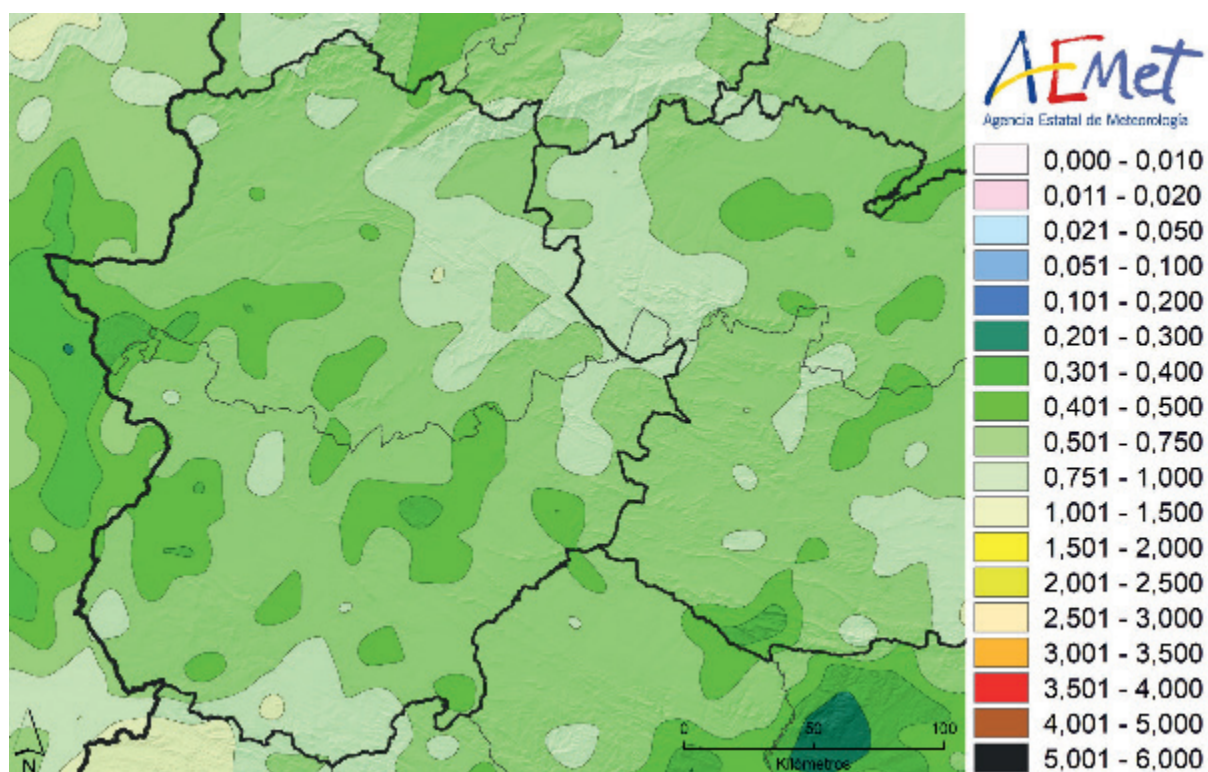 AEMet
Agencia Estatal de Meteorología
0,000 - 0,010
0,011 - 0,020
0,021 - 0,050
0,051 - 0,100
0,101 - 0,200
0,201 - 0,300
0,301 - 0,400
0,401 - 0,500
0,501 - 0,750
0,751 - 1,000
1,001 - 1,500
1,501 - 2,000
2,001 - 2,500
2,501 - 3,000
3,001 - 3,500
3,501 - 4,000
4,001 - 5,000
5,001 - 6,000
0 50 100
Kilómetros
N